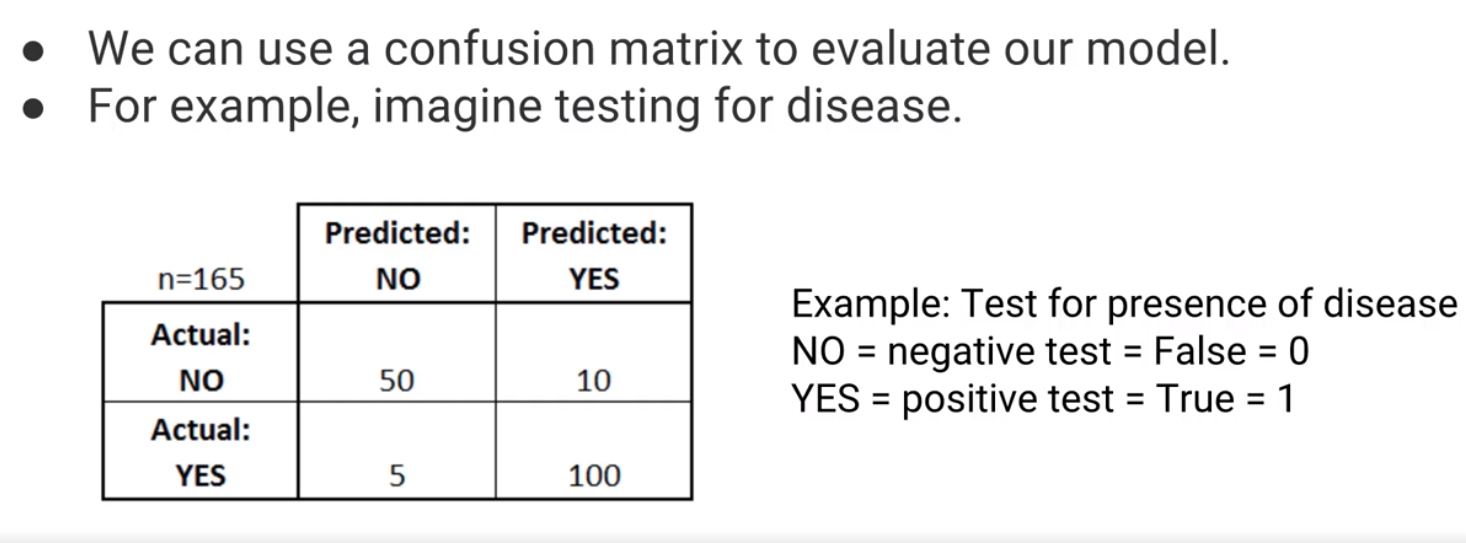 ● We can use a confusion matrix to evaluate our model.
● For example, imagine testing for disease.
n=165
Predicted:
NO
Predicted:
YES
Actual:
NO
50
10
Actual:
YES
5
100
Example: Test for presence of disease
NO = negative test = False = 0
YES = positive test = True = 1